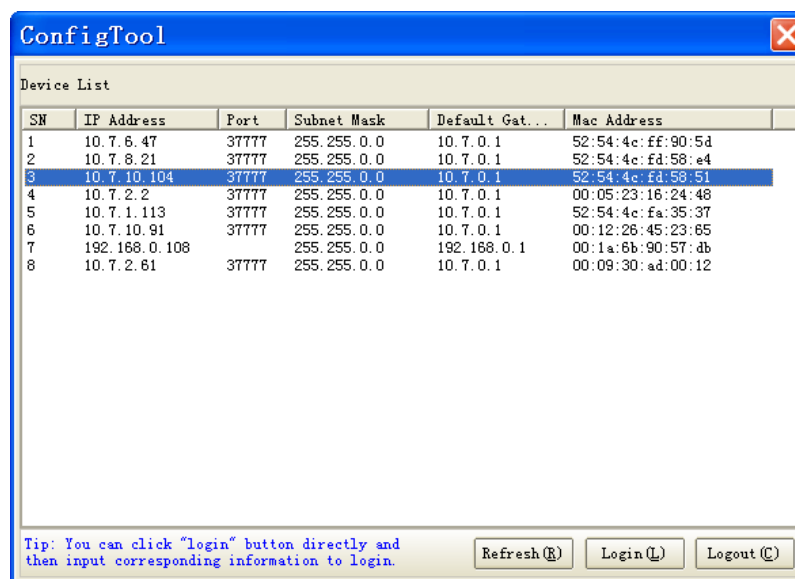 ConfigTool
Device List
SN IP Address Port Subnet Mask Default Gat... Mac Address
1 10.7.6.47 37777 255.255.0.0 10.7.0.1 52:54:4c:ff:90:5d
2 10.7.8.21 37777 255.255.0.0 10.7.0.1 52:54:4c:fd:58:e4
3 10.7.10.104 37777 255.255.0.0 10.7.0.1 52:54:4c:fd:58:51
4 10.7.2.2 37777 255.255.0.0 10.7.0.1 00:05:23:16:24:48
5 10.7.1.113 37777 255.255.0.0 10.7.0.1 52:54:4c:fa:35:37
6 10.7.10.91 37777 255.255.0.0 10.7.0.1 00:12:26:45:23:65
7 192.168.0.108 255.255.0.0 192.168.0.1 00:1a:6b:90:57:db
8 10.7.2.61 37777 255.255.0.0 10.7.0.1 00:09:30:ad:00:12
Tip: You can click "login" button directly and
then input corresponding information to login.
Refresh(R) Login(L) Logout(C)